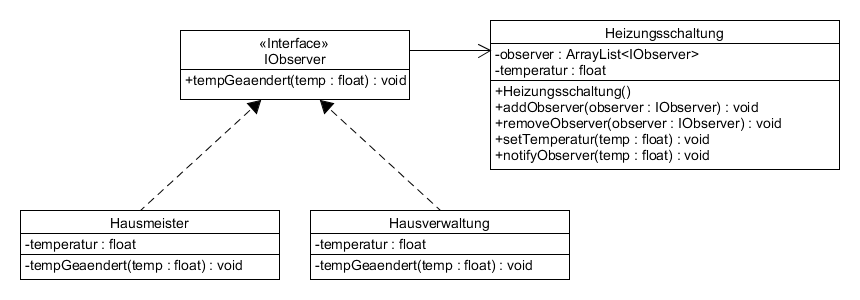 «Interface»
IObserver
+tempGeaendert(temp : float) : void
Heizungsschaltung
-observer : ArrayList<IObserver>
-temperatur : float
+Heizungsschaltung()
+addObserver(observer : IObserver) : void
+removeObserver(observer : IObserver) : void
+setTemperatur(temp : float) : void
+notifyObserver(temp : float) : void
Hausmeister
-temperatur : float
-tempGeaendert(temp : float) : void
Hausverwaltung
-temperatur : float
-tempGeaendert(temp : float) : void